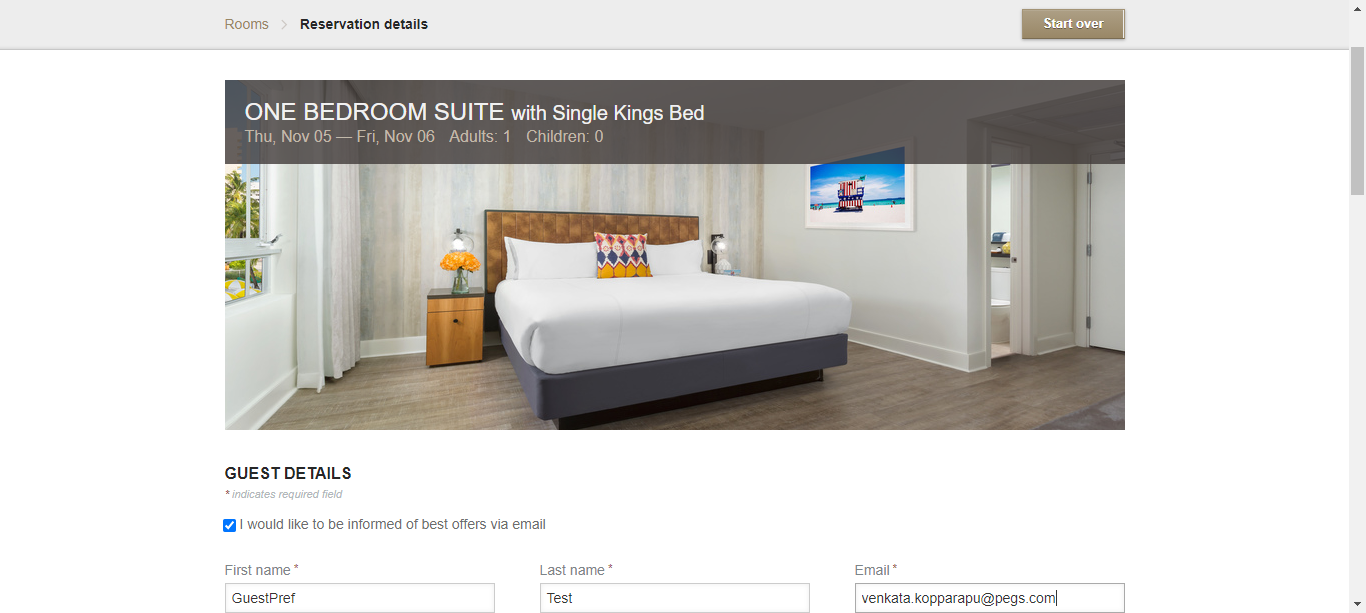 Rooms > Reservation details
Start over
ONE BEDROOM SUITE with Single Kings Bed
Thu, Nov 05 — Fri, Nov 06 Adults: 1 Children: 0
GUEST DETAILS
* indicates required field
I would like to be informed of best offers via email
First name * Last name * Email *
GuestPref Test venkata.kopparapu@pegs.com